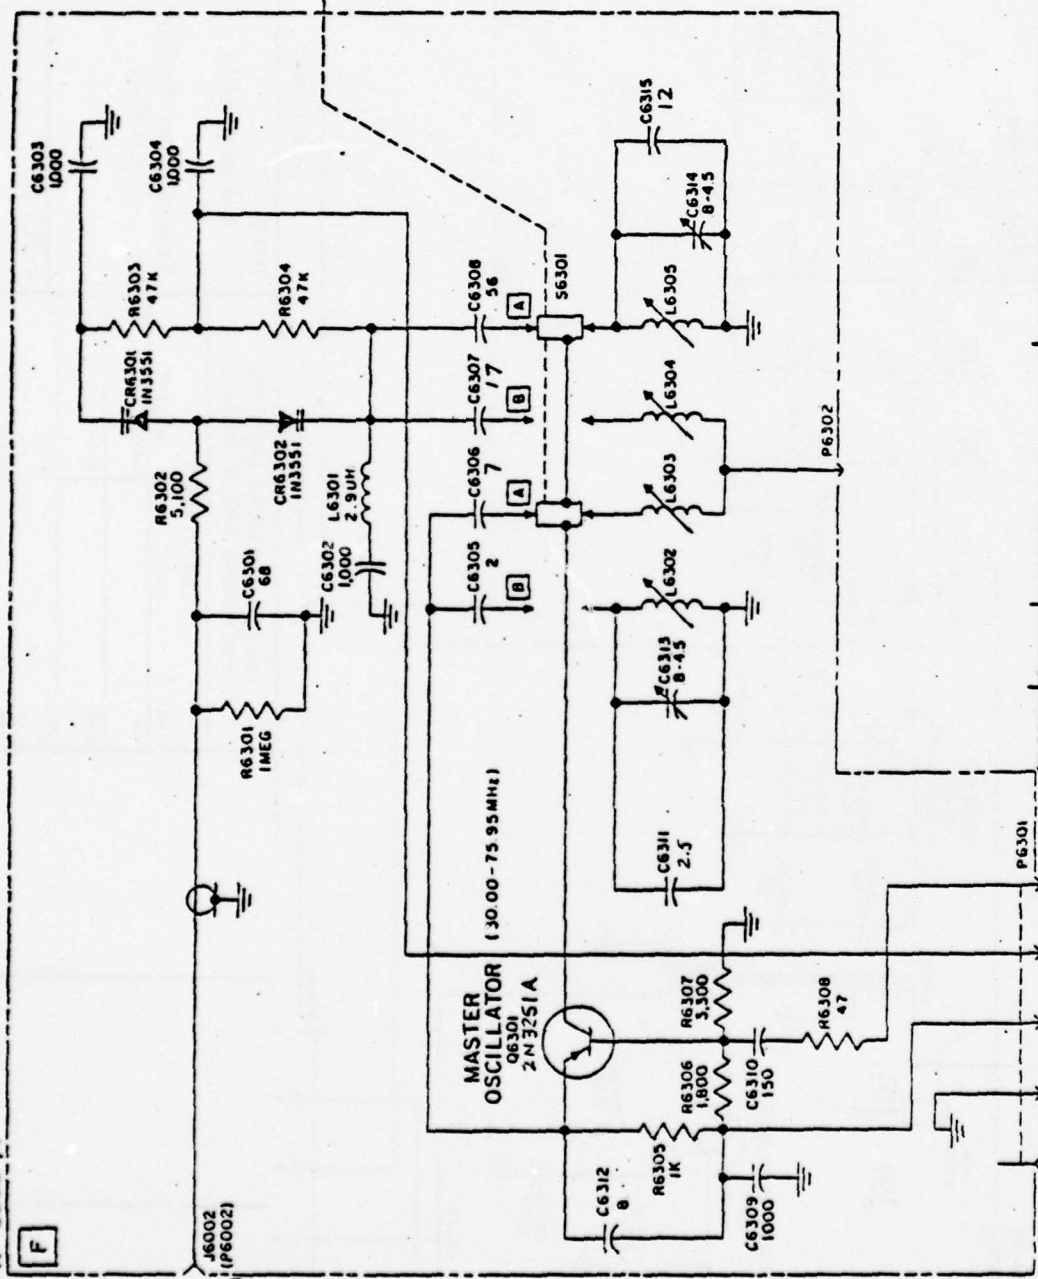 C6303
1,000
C6304
1,000
R6303
47K
R6304
47K
CR6301
1N3551
CR6302
1N3551
R6302
5,100
L6301
2.9UH
C6301
68
C6302
1,000
R6301
1MEG
C6308
56
C6307
17
C6306
7
C6305
2
A
B
A
B
S6301
C6315
12
C6314
8-4.5
L6305
L6304
L6303
L6302
C6313
8-4.5
C6311
2.5
P6302
P6301
MASTER
OSCILLATOR (30.00-75.95MHz)
Q6301
2N3251A
R6307
3,300
R6308
47
R6306
1,800
C6310
150
R6305
1K
C6312
8
C6309
1000
J6002
(P6002)
F